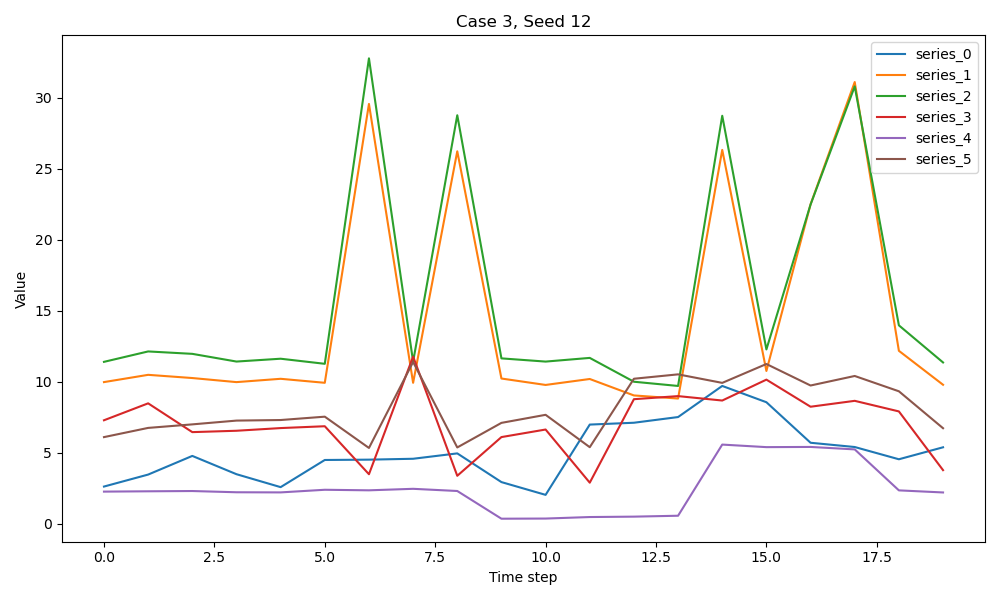 Case 3, Seed 12
series_0
series_1
series_2
series_3
series_4
series_5
30
25
20
15
10
5
0
Value
0.0 2.5 5.0 7.5 10.0 12.5 15.0 17.5
Time step